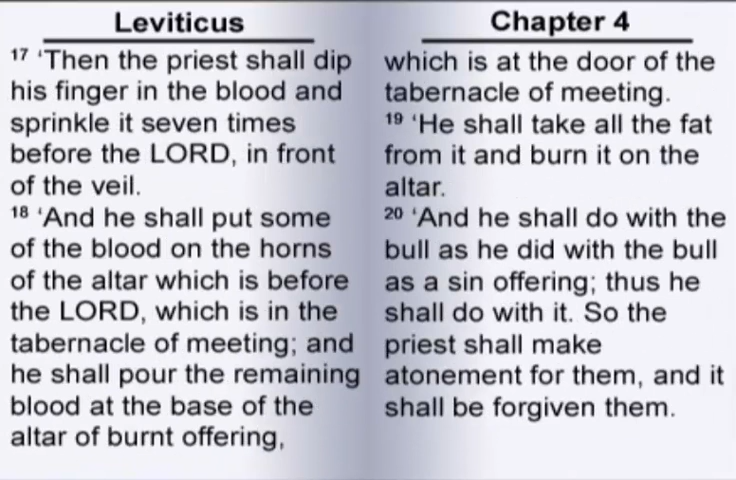 Leviticus
¹⁷ ‘Then the priest shall dip
his finger in the blood and
sprinkle it seven times
before the LORD, in front
of the veil.
¹⁸ ‘And he shall put some
of the blood on the horns
of the altar which is before
the LORD, which is in the
tabernacle of meeting; and
he shall pour the remaining
blood at the base of the
altar of burnt offering,
Chapter 4
which is at the door of the
tabernacle of meeting.
¹⁹ ‘He shall take all the fat
from it and burn it on the
altar.
²⁰ ‘And he shall do with the
bull as he did with the bull
as a sin offering; thus he
shall do with it. So the
priest shall make
atonement for them, and it
shall be forgiven them.